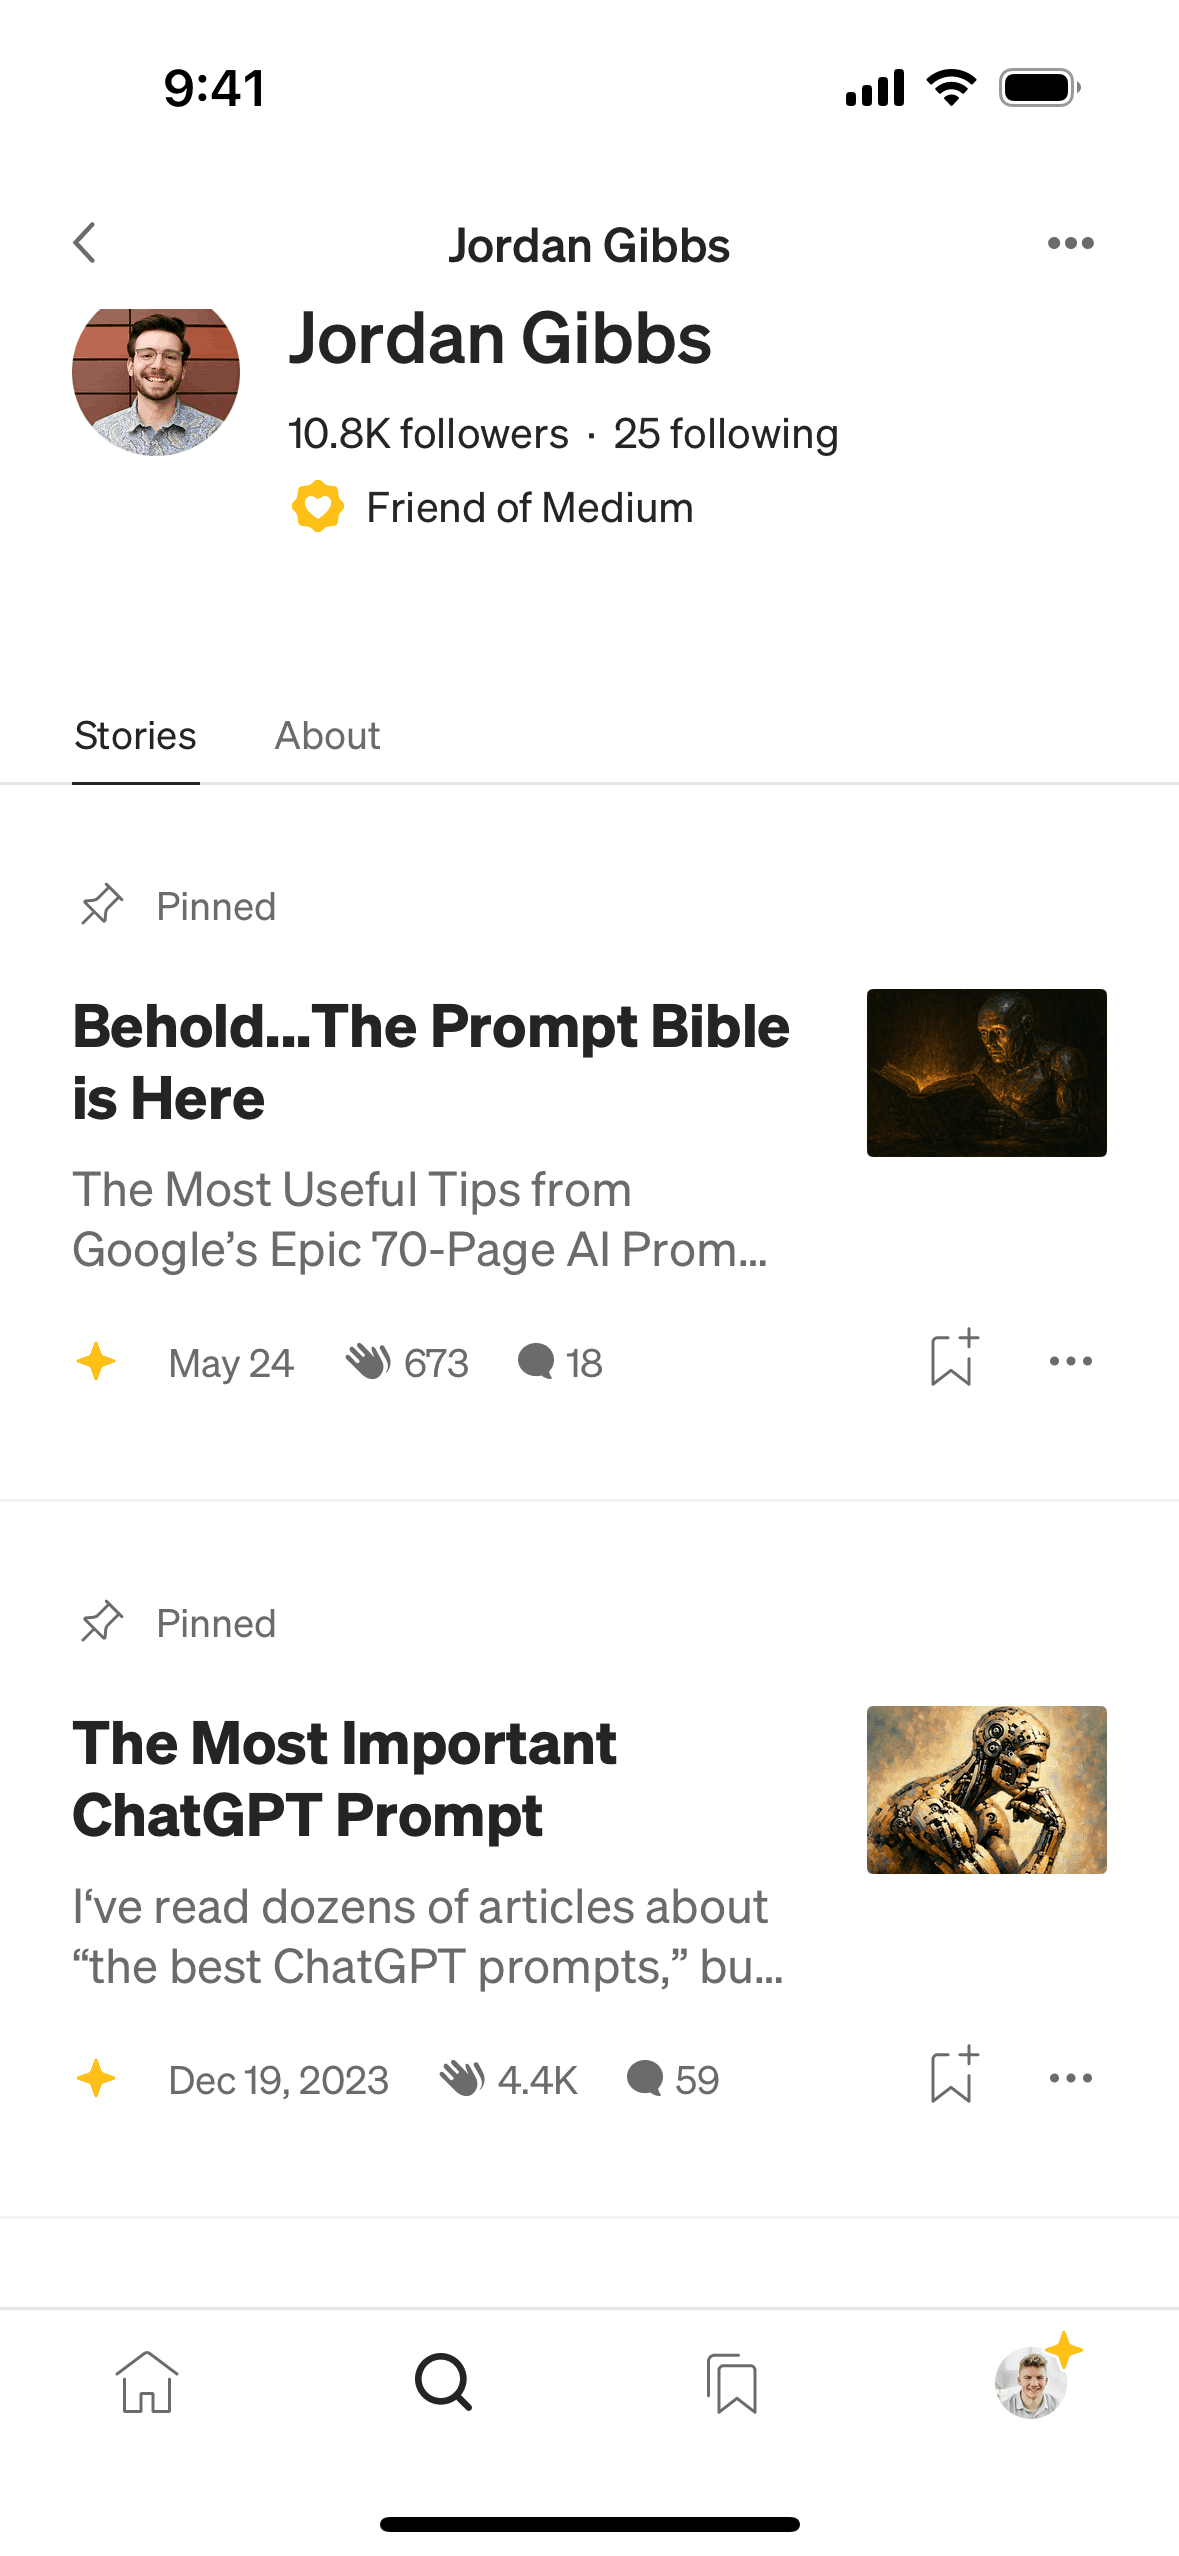 9:41
Jordan Gibbs
Jordan Gibbs
10.8K followers · 25 following
Friend of Medium
Stories About
Pinned
Behold...The Prompt Bible
is Here
The Most Useful Tips from
Google’s Epic 70-Page AI Prom...
May 24 673 18
Pinned
The Most Important
ChatGPT Prompt
I‘ve read dozens of articles about
“the best ChatGPT prompts,” bu...
Dec 19, 2023 4.4K 59